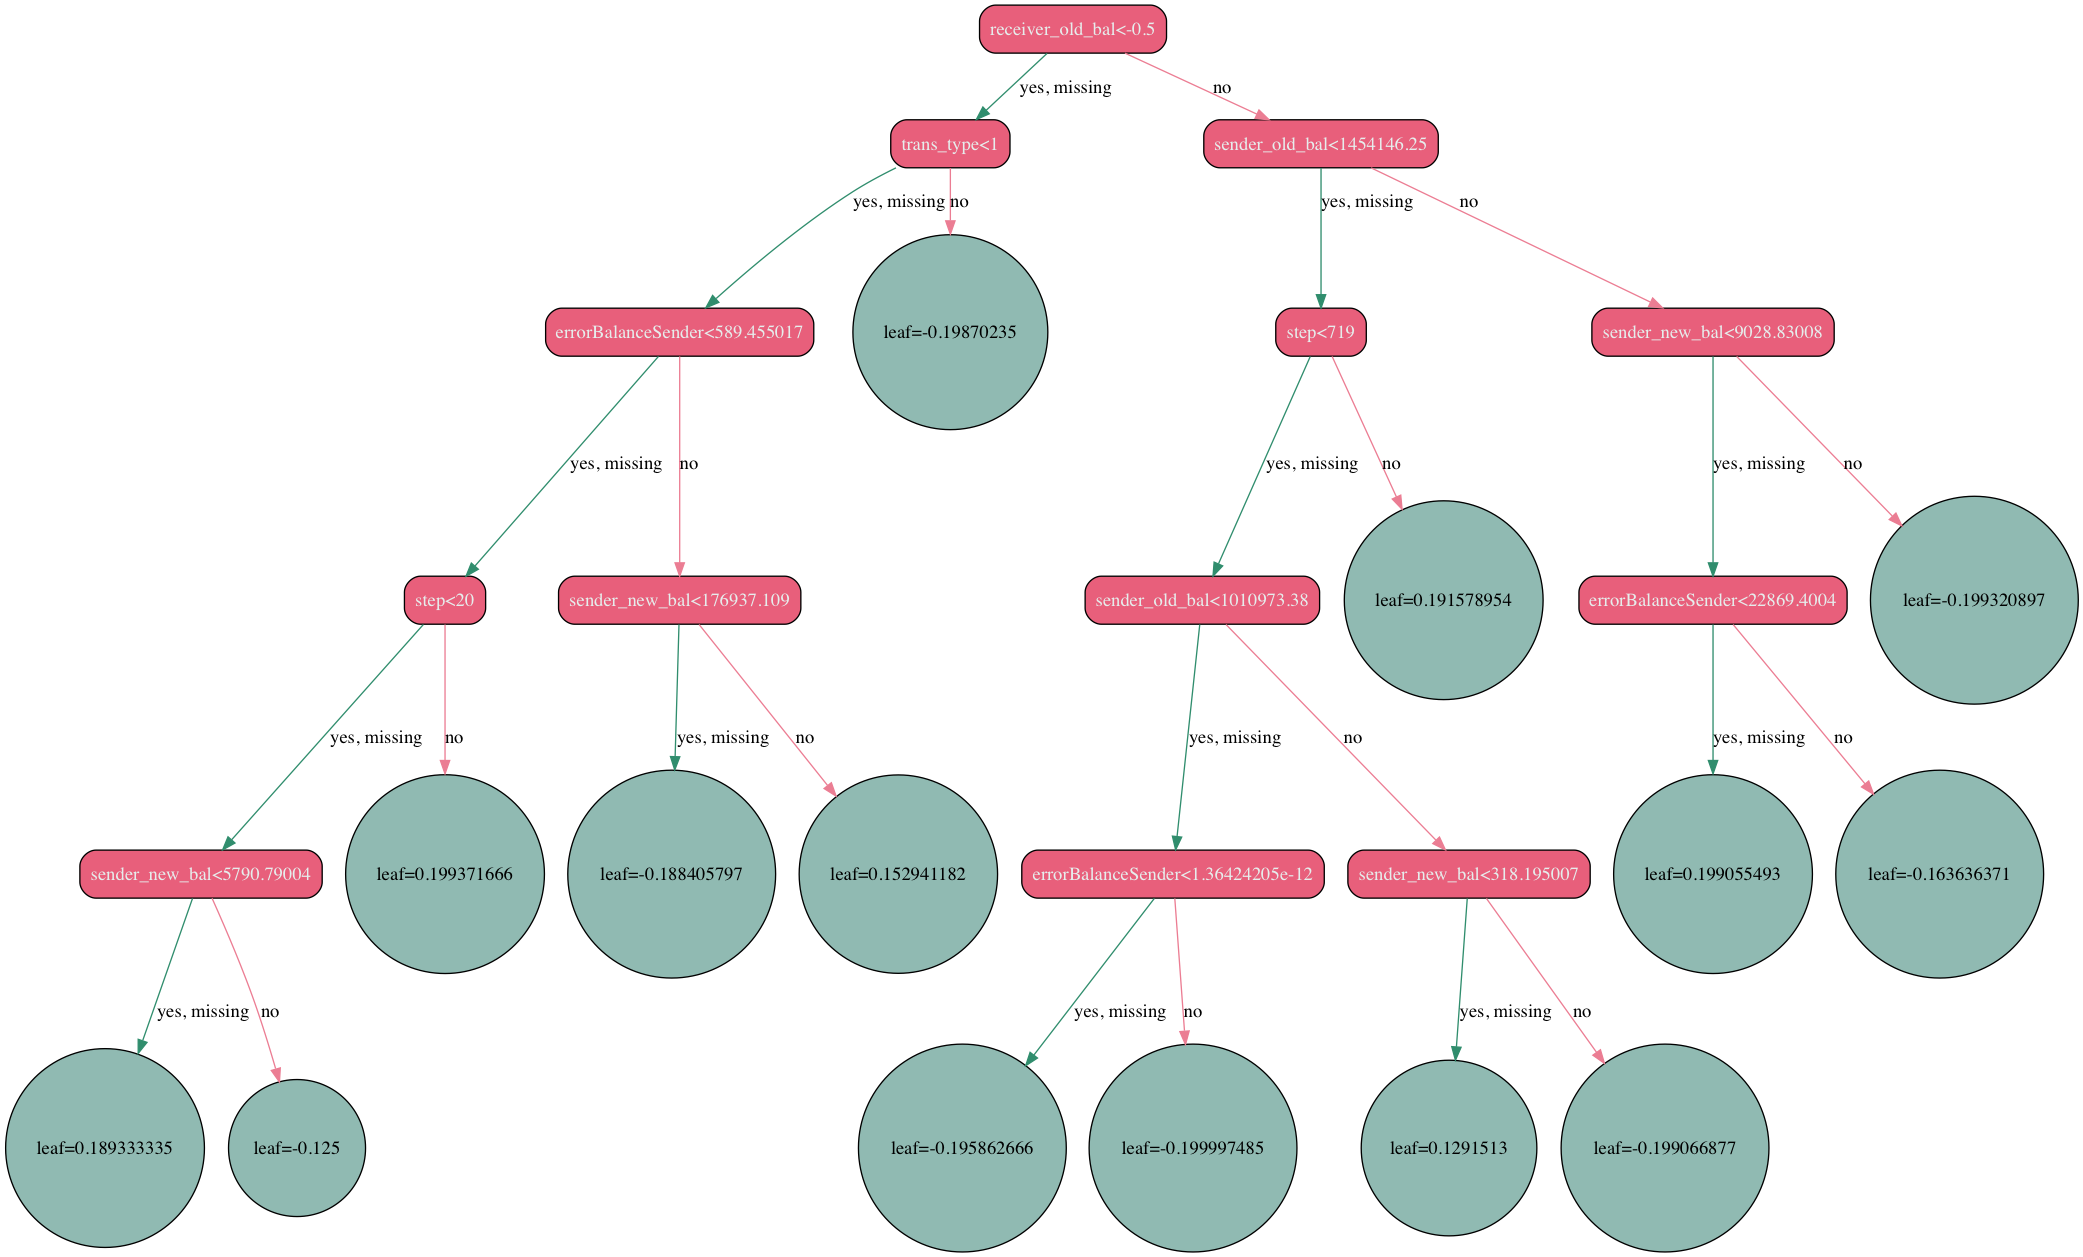 receiver_old_bal<-0.5
yes, missing
no
trans_type<1
sender_old_bal<1454146.25
yes, missing
no
yes, missing
no
errorBalanceSender<589.455017
leaf=-0.19870235
step<719
sender_new_bal<9028.83008
yes, missing
no
yes, missing
no
yes, missing
no
step<20
sender_new_bal<176937.109
sender_old_bal<1010973.38
leaf=0.191578954
errorBalanceSender<22869.4004
leaf=-0.199320897
yes, missing
no
yes, missing
no
yes, missing
no
yes, missing
no
sender_new_bal<5790.79004
leaf=0.199371666
leaf=-0.188405797
leaf=0.152941182
errorBalanceSender<1.36424205e-12
sender_new_bal<318.195007
leaf=0.199055493
leaf=-0.163636371
yes, missing
no
yes, missing
no
yes, missing
no
leaf=0.189333335
leaf=-0.125
leaf=-0.195862666
leaf=-0.199997485
leaf=0.1291513
leaf=-0.199066877